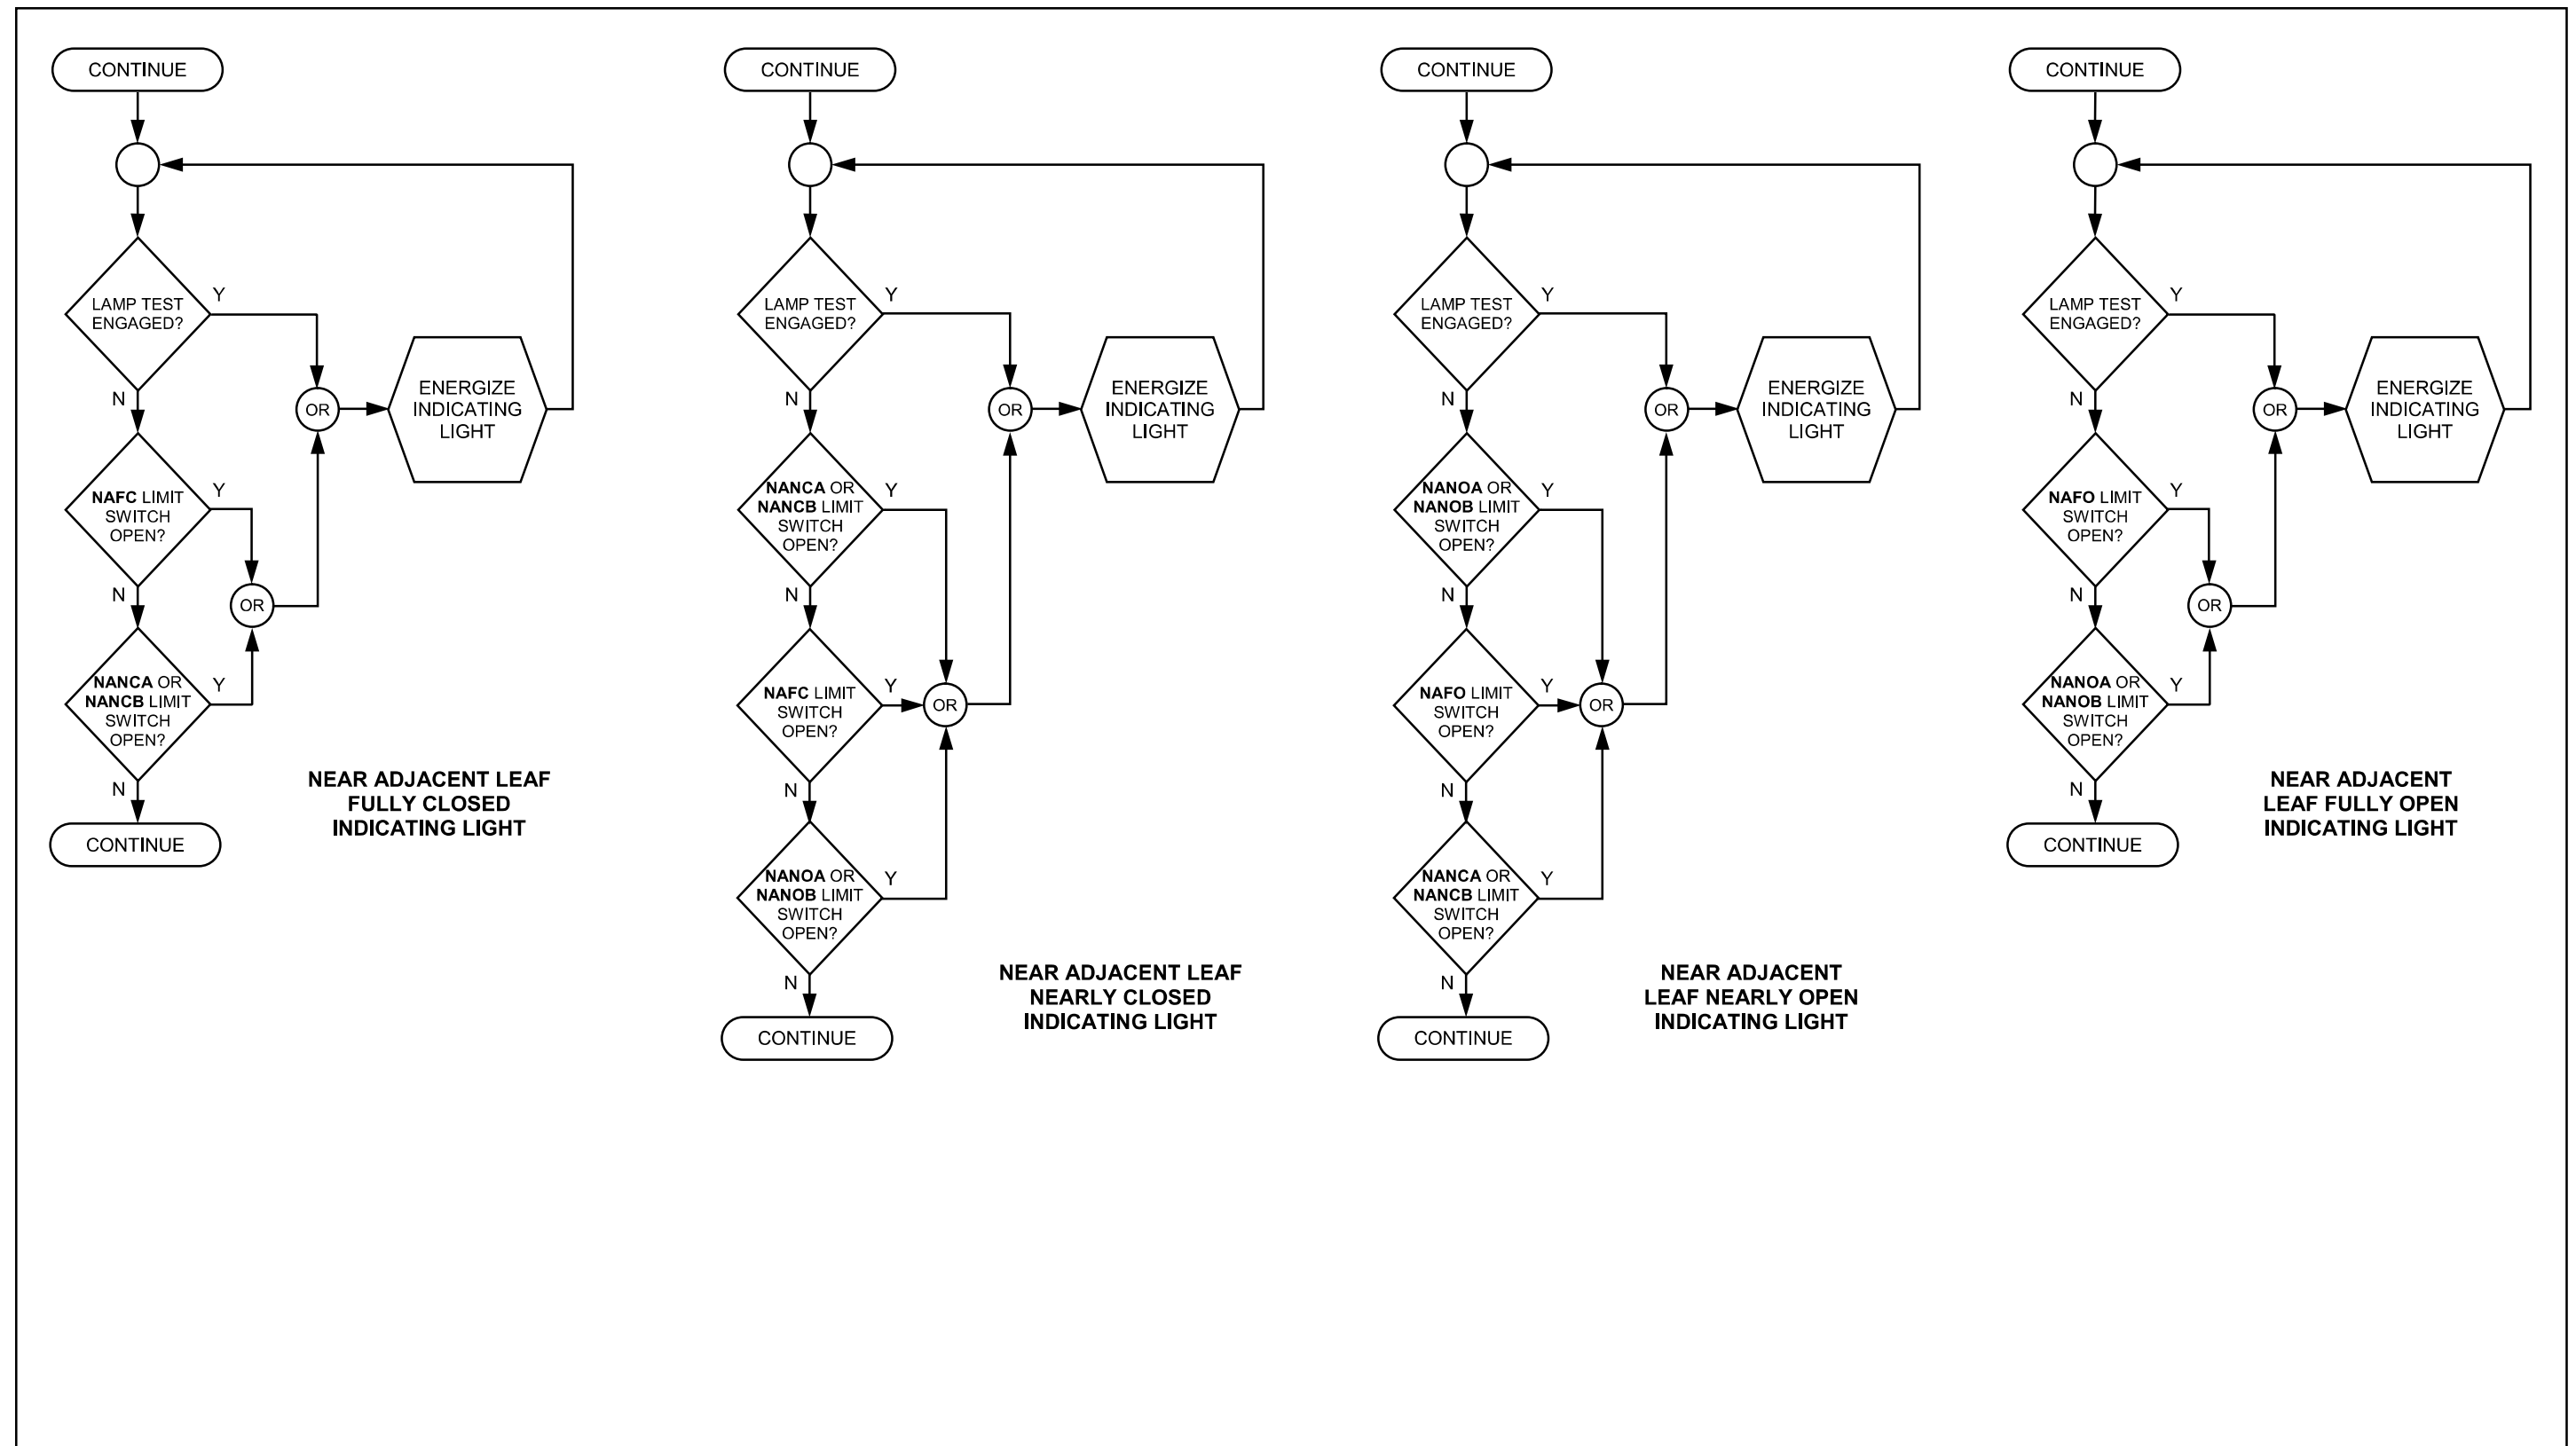 CONTINUE
LAMP TEST
ENGAGED?
Y
N
ENERGIZE
INDICATING
LIGHT
OR
NAFC LIMIT
SWITCH
OPEN?
Y
N
OR
NANCA OR
NANCB LIMIT
SWITCH
OPEN?
Y
N
CONTINUE
NEAR ADJACENT LEAF
FULLY CLOSED
INDICATING LIGHT
CONTINUE
LAMP TEST
ENGAGED?
Y
N
ENERGIZE
INDICATING
LIGHT
OR
NANCA OR
NANCB LIMIT
SWITCH
OPEN?
Y
N
NAFC LIMIT
SWITCH
OPEN?
Y
N
OR
NANOA OR
NANOB LIMIT
SWITCH
OPEN?
Y
N
CONTINUE
NEAR ADJACENT LEAF
NEARLY CLOSED
INDICATING LIGHT
CONTINUE
LAMP TEST
ENGAGED?
Y
N
ENERGIZE
INDICATING
LIGHT
OR
NANOA OR
NANOB LIMIT
SWITCH
OPEN?
Y
N
NAFO LIMIT
SWITCH
OPEN?
Y
N
OR
NANCA OR
NANCB LIMIT
SWITCH
OPEN?
Y
N
CONTINUE
NEAR ADJACENT
LEAF NEARLY OPEN
INDICATING LIGHT
CONTINUE
LAMP TEST
ENGAGED?
Y
N
ENERGIZE
INDICATING
LIGHT
OR
NAFO LIMIT
SWITCH
OPEN?
Y
N
OR
NANOA OR
NANOB LIMIT
SWITCH
OPEN?
Y
N
CONTINUE
NEAR ADJACENT
LEAF FULLY OPEN
INDICATING LIGHT